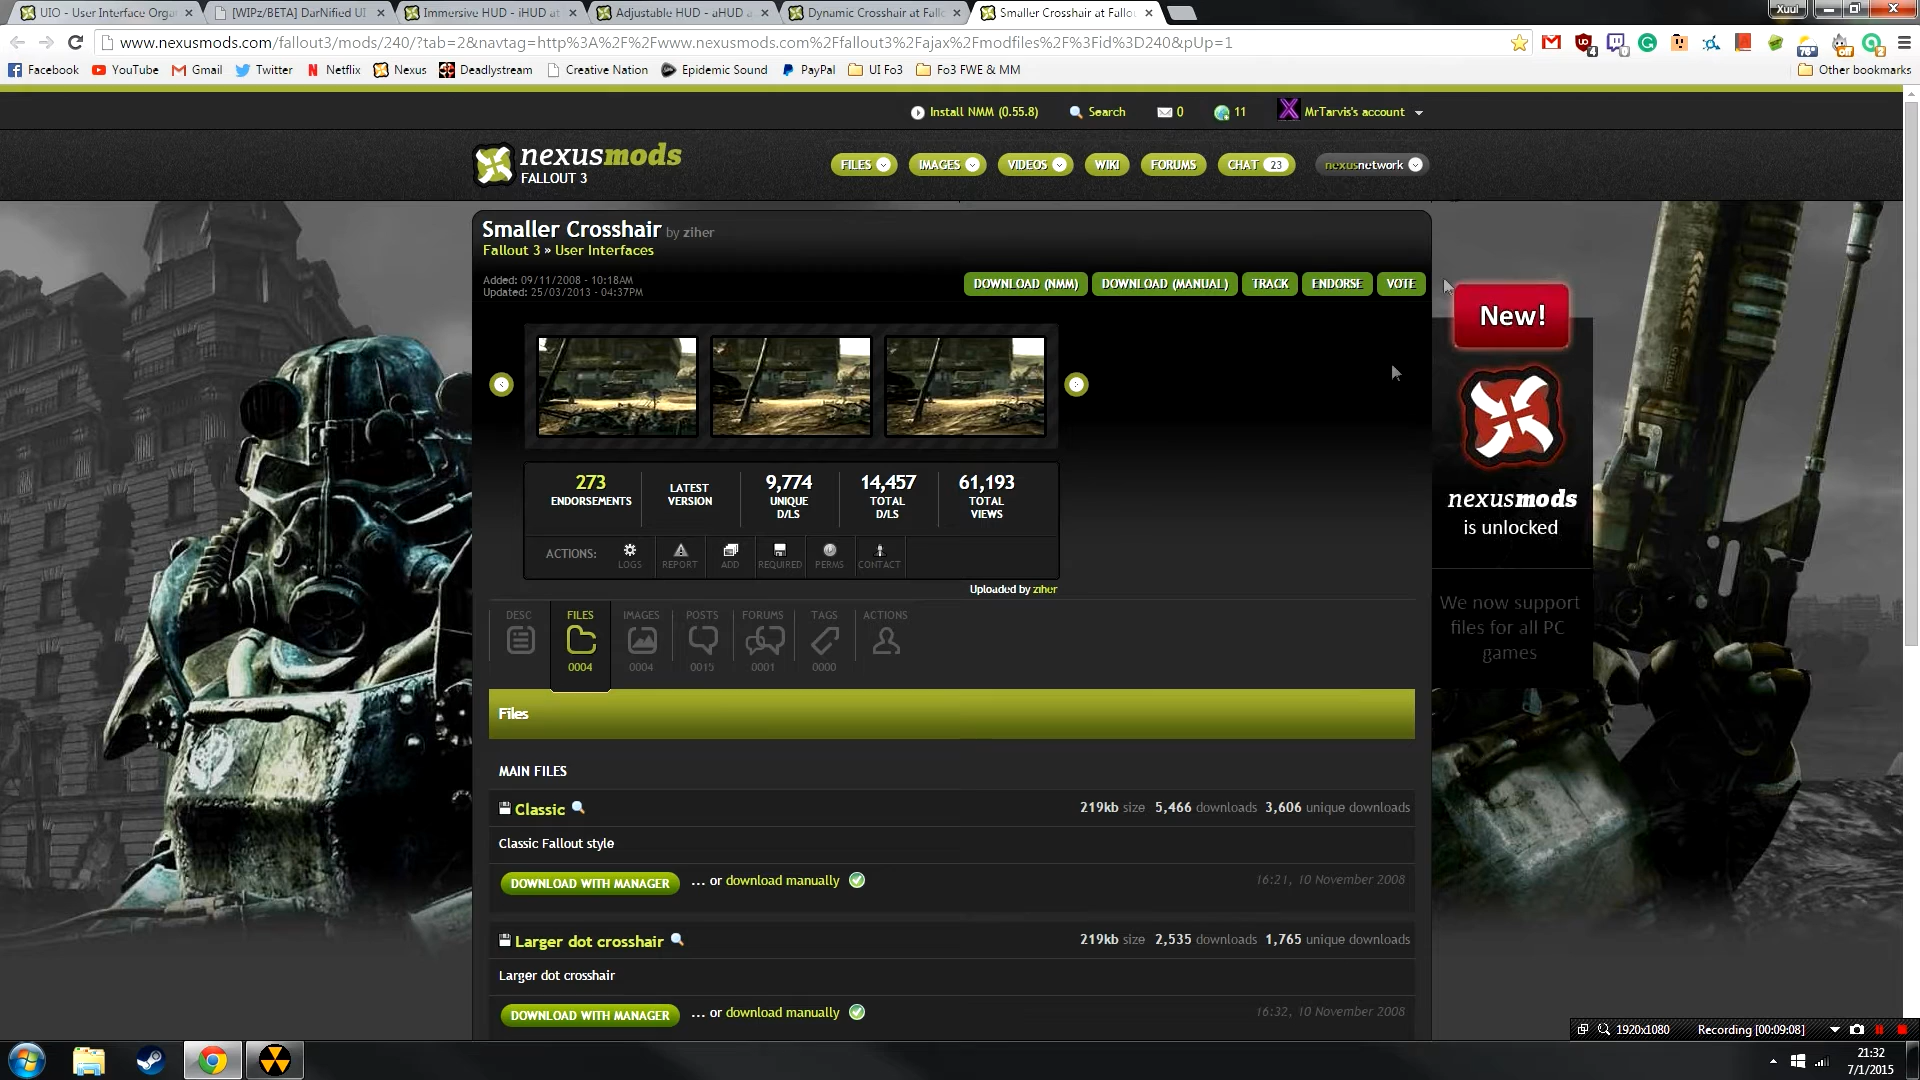 UIO - User Interface Orga
[WIPz/BETA] DarNified UI
Immersive HUD - iHUD at
Adjustable HUD - aHUD a
Dynamic Crosshair at Fall
Smaller Crosshair at Fallo
Xuul
www.nexusmods.com/fallout3/mods/240/?tab=2&navtag=http%3A%2F%2Fwww.nexusmods.com%2Ffallout3%2Fajax%2Fmodfiles%2F%3Fid%3D240&pUp=1
Facebook YouTube Gmail Twitter Netflix Nexus Deadlystream Creative Nation Epidemic Sound PayPal UI Fo3 Fo3 FWE & MM Other bookmarks
Install NMM (0.55.8) Search 0 11 MrTarvis's account
nexusmods
FALLOUT 3
FILES IMAGES VIDEOS WIKI FORUMS CHAT 23 nexusnetwork
Smaller Crosshair by ziher
Fallout 3 » User Interfaces
Added: 09/11/2008 - 10:18AM
Updated: 25/03/2013 - 04:37PM
DOWNLOAD (NMM) DOWNLOAD (MANUAL) TRACK ENDORSE VOTE
New!
nexusmods
is unlocked
We now support
files for all PC
games
273
ENDORSEMENTS
LATEST
VERSION
9,774
UNIQUE
D/LS
14,457
TOTAL
D/LS
61,193
TOTAL
VIEWS
ACTIONS: LOGS REPORT ADD REQUIRED PERMS CONTACT
Uploaded by ziher
DESC FILES IMAGES POSTS FORUMS TAGS ACTIONS
0004 0004 0015 0001 0000
Files
MAIN FILES
Classic 219kb size 5,466 downloads 3,606 unique downloads
Classic Fallout style
DOWNLOAD WITH MANAGER ... or download manually 16:21, 10 November 2008
Larger dot crosshair 219kb size 2,535 downloads 1,765 unique downloads
Larger dot crosshair
DOWNLOAD WITH MANAGER ... or download manually 16:32, 10 November 2008
1920x1080 Recording [00:09:08]
21:32
7/1/2015